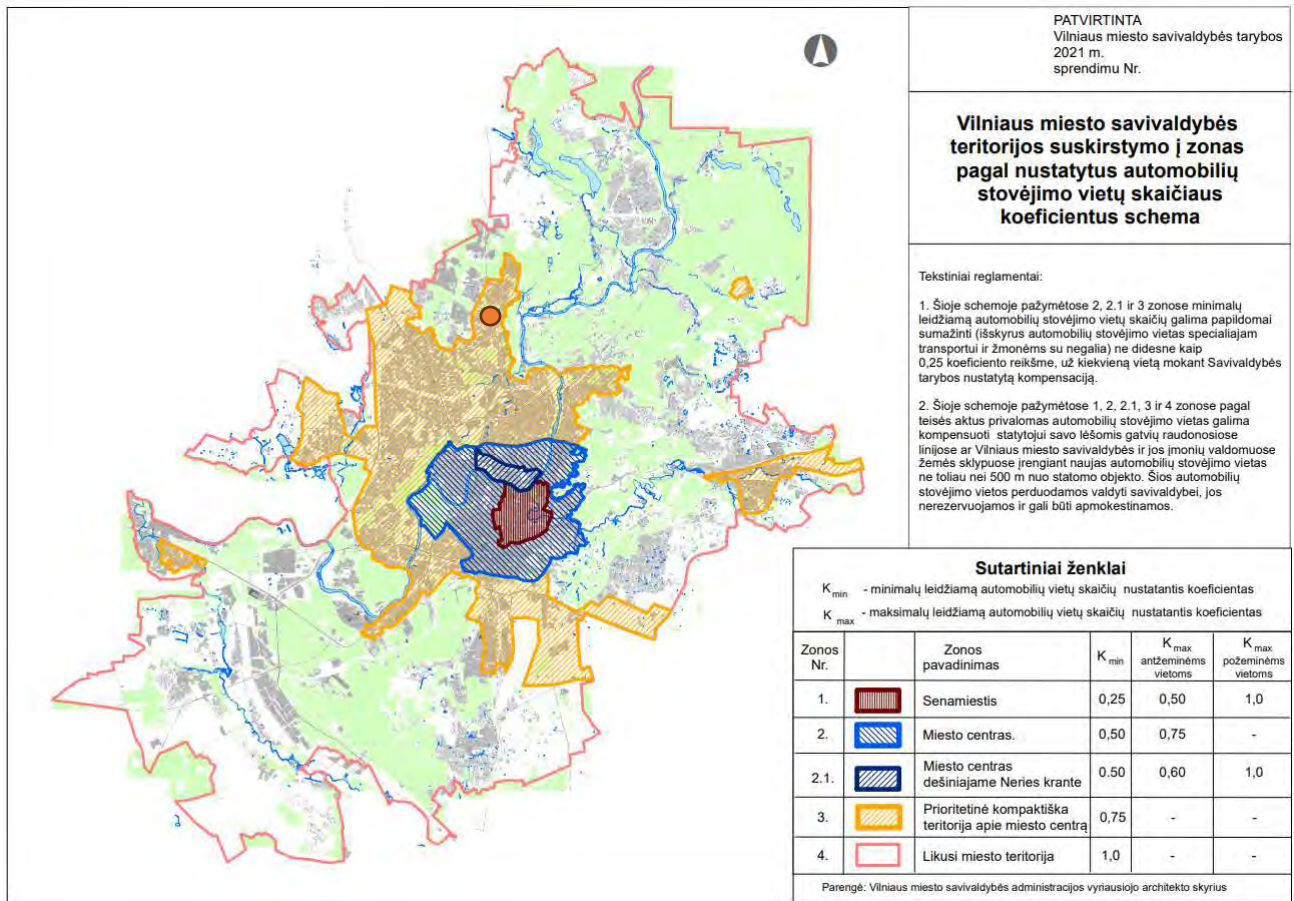 PATVIRTINTA
Vilniaus miesto savivaldybės tarybos
2021 m.
sprendimu Nr.
Vilniaus miesto savivaldybės
teritorijos suskirstymo į zonas
pagal nustatytus automobilių
stovėjimo vietų skaičiaus
koeficientus schema
Tekstiniai reglamentai:
1. Šioje schemoje pažymėtose 2, 2.1 ir 3 zonose minimalų
leidžiamą automobilių stovėjimo vietų skaičių galima papildomai
sumažinti (išskyrus automobilių stovėjimo vietas specialiajam
transportui ir žmonėms su negalia) ne didesne kaip
0,25 koeficiento reikšme, už kiekvieną vietą mokant Savivaldybės
tarybos nustatytą kompensaciją.
2. Šioje schemoje pažymėtose 1, 2, 2.1, 3 ir 4 zonose pagal
teisės aktus privalomas automobilių stovėjimo vietas galima
kompensuoti statytojui savo lėšomis gatvių raudonosiose
linijose ar Vilniaus miesto savivaldybės ir jos įmonių valdomuose
žemės sklypuose įrengiant naujas automobilių stovėjimo vietas
ne toliau nei 500 m nuo statomo objekto. Šios automobilių
stovėjimo vietos perduodamos valdyti savivaldybei, jos
nerezervuojamos ir gali būti apmokestinamos.
Sutartiniai ženklai
K min - minimalų leidžiamą automobilių vietų skaičių nustatantis koeficientas
K max - maksimalų leidžiamą automobilių vietų skaičių nustatantis koeficientas
Zonos Nr. Zonos pavadinimas K min K max antžeminėms vietoms K max požeminėms vietoms
1. Senamiestis 0,25 0,50 1,0
2. Miesto centras. 0,50 0,75 -
2.1. Miesto centras dešiniajame Neries krante 0.50 0,60 1,0
3. Prioritetinė kompaktiška teritorija apie miesto centrą 0,75 - -
4. Likusi miesto teritorija 1,0 - -
Parengė: Vilniaus miesto savivaldybės administracijos vyriausiojo architekto skyrius